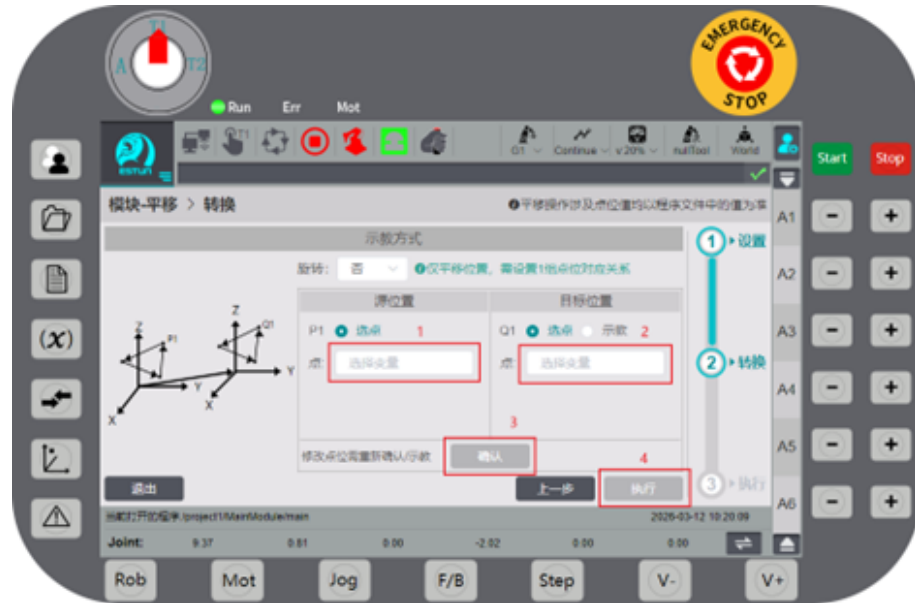 T1
A
T2
EMERGENCY
STOP
Run Err Mot
T1
G1 Continue v20% nullTool World
ESTUN
Start Stop
模块-平移 > 转换
平移操作涉及点位值均以程序文件中的值为准
A1 - +
示教方式
1 设置
旋转: 否 仅平移位置,需设置1组点位对应关系
A2 - +
源位置 目标位置
P1 选点 1 Q1 选点 示教 2
A3 - +
点: 选择变量 点: 选择变量
2 转换
Z P1 Y X
Z Q1 Y X
(x)
A4 - +
3
修改点位需重新确认/示教 确认 4
A5 - +
退出 上一步 执行 3 执行
A6 - +
当前打开的程序:/project1/MainModule/main 2026-03-12 10:20:09
Joint: 9.37 0.81 0.00 -2.02 0.00 0.00
Rob Mot Jog F/B Step V- V+